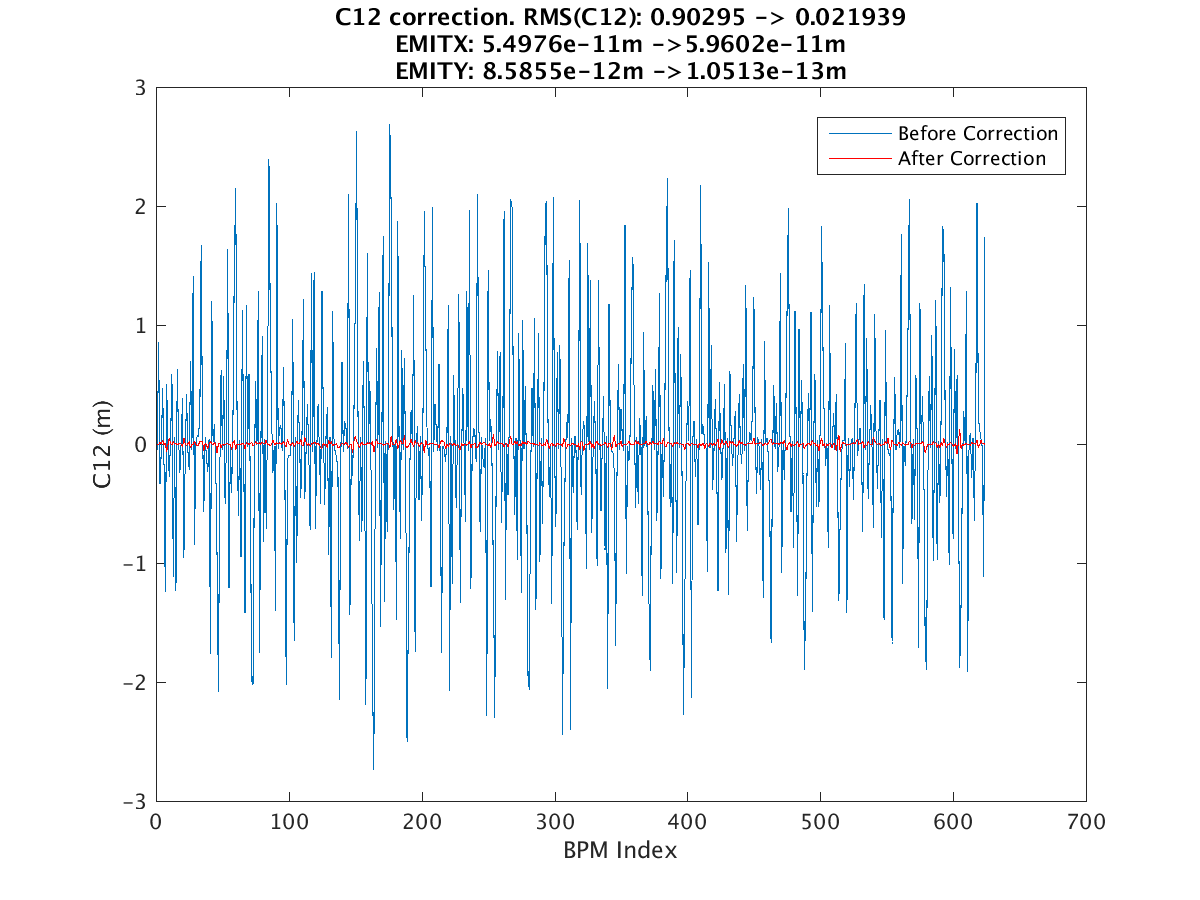 C12 correction. RMS(C12): 0.90295 -> 0.021939
EMITX: 5.4976e-11m ->5.9602e-11m
EMITY: 8.5855e-12m ->1.0513e-13m
3
2
1
0
-1
-2
-3
C12 (m)
Before Correction
After Correction
0 100 200 300 400 500 600 700
BPM Index